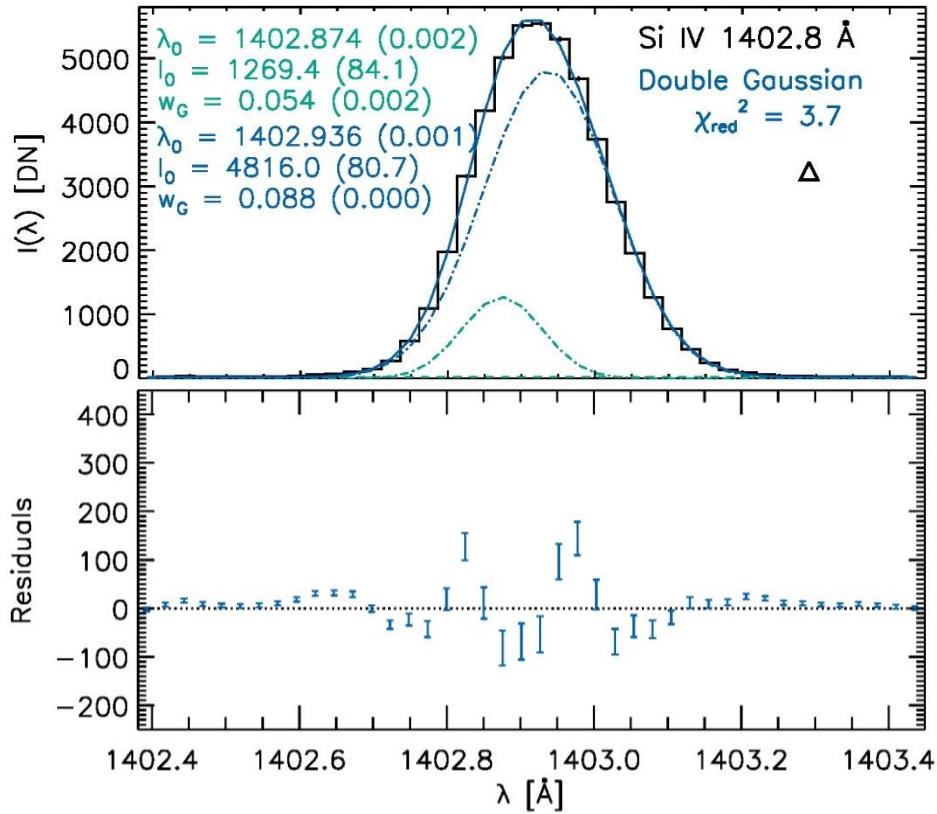 λ₀ = 1402.874 (0.002)
I₀ = 1269.4 (84.1)
w_G = 0.054 (0.002)
λ₀ = 1402.936 (0.001)
I₀ = 4816.0 (80.7)
w_G = 0.088 (0.000)
Si IV 1402.8 Å
Double Gaussian
χ_red² = 3.7
I(λ) [DN]
5000
4000
3000
2000
1000
0
Residuals
400
300
200
100
0
-100
-200
1402.4 1402.6 1402.8 1403.0 1403.2 1403.4
λ [Å]